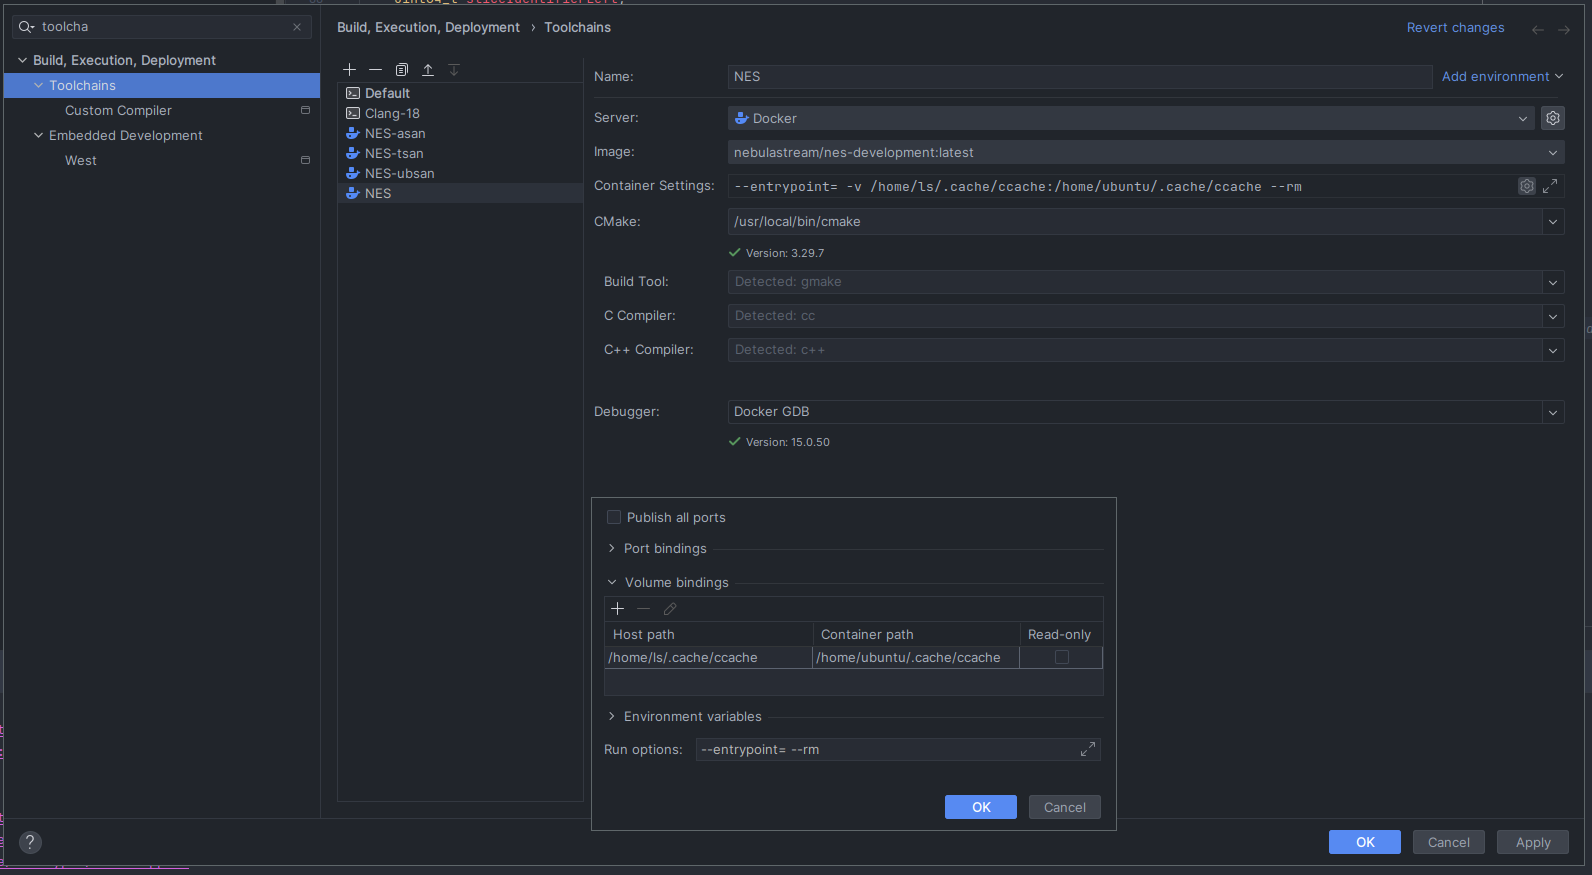 toolcha
Build, Execution, Deployment
Toolchains
Custom Compiler
Embedded Development
West
Build, Execution, Deployment › Toolchains
Revert changes
Default
Clang-18
NES-asan
NES-tsan
NES-ubsan
NES
Name: NES Add environment
Server: Docker
Image: nebulastream/nes-development:latest
Container Settings: --entrypoint= -v /home/ls/.cache/ccache:/home/ubuntu/.cache/ccache --rm
CMake: /usr/local/bin/cmake
Version: 3.29.7
Build Tool: Detected: gmake
C Compiler: Detected: cc
C++ Compiler: Detected: c++
Debugger: Docker GDB
Version: 15.0.50
Publish all ports
Port bindings
Volume bindings
Host path Container path Read-only
/home/ls/.cache/ccache /home/ubuntu/.cache/ccache
Environment variables
Run options: --entrypoint= --rm
OK Cancel
?
OK Cancel Apply